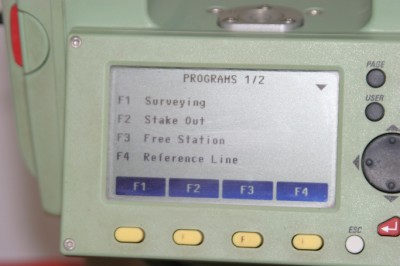 PROGRAMS 1/2
F1 Surveying
F2 Stake Out
F3 Free Station
F4 Reference Line
F1 F2 F3 F4
PAGE
USER
ESC